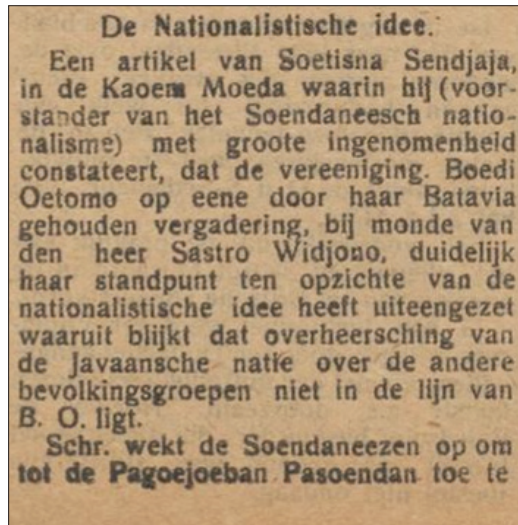 De Nationalistische idee.
Een artikel van Soetisna Sendjaja,
in de Kaoem Moeda waarin hij (voor-
stander van het Soendaneesch natio-
nalisme) met groote ingenomenheid
constateert, dat de vereeniging. Boedi
Oetomo op eene door haar Batavia
gehouden vergadering, bij monde van
den heer Sastro Widjono, duidelijk
haar standpunt ten opzichte van de
nationalistische idee heeft uiteengezet
waaruit blijkt dat overheersching van
de Javaansche natie over de andere
bevolkingsgroepen niet in de lijn van
B. O. ligt.
Schr. wekt de Soendaneezen op om
tot de Pagoejoeban Pasoendan toe te